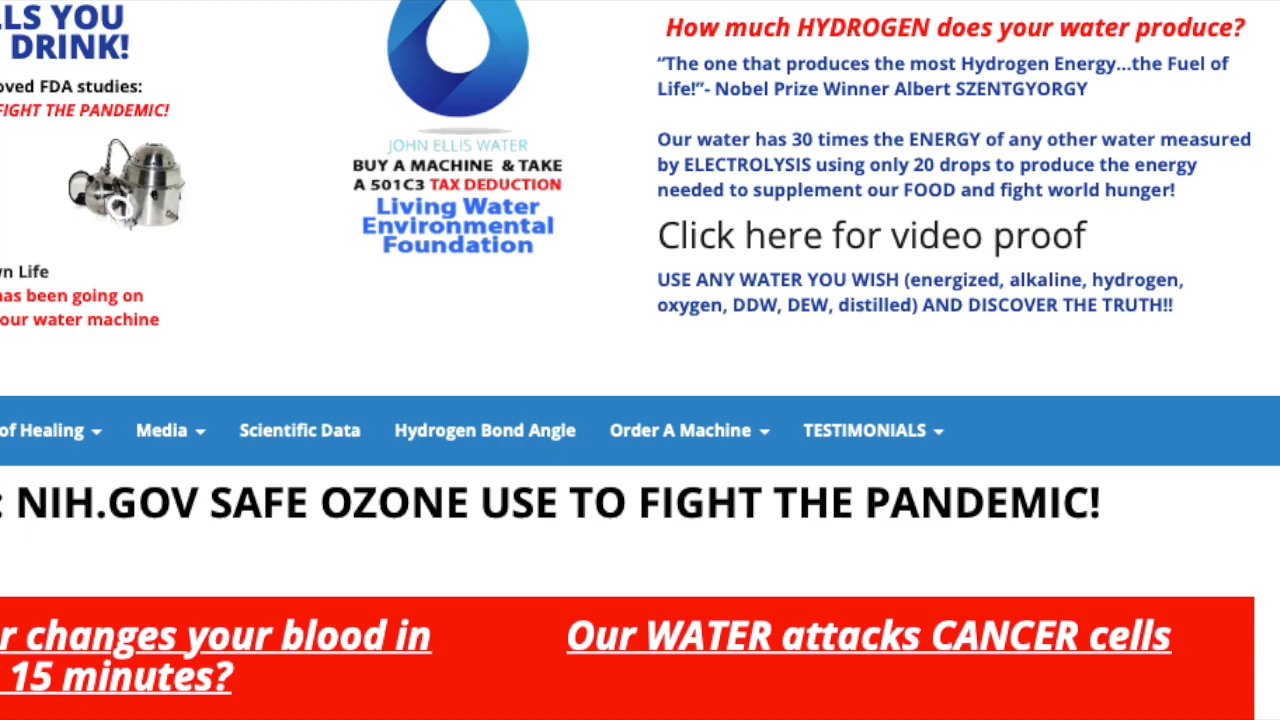 LLS YOU
DRINK!
oved FDA studies:
FIGHT THE PANDEMIC!
wn Life
has been going on
our water machine
JOHN ELLIS WATER
BUY A MACHINE & TAKE
A 501C3 TAX DEDUCTION
Living Water
Environmental
Foundation
How much HYDROGEN does your water produce?
“The one that produces the most Hydrogen Energy...the Fuel of
Life!”- Nobel Prize Winner Albert SZENTGYORGY
Our water has 30 times the ENERGY of any other water measured
by ELECTROLYSIS using only 20 drops to produce the energy
needed to supplement our FOOD and fight world hunger!
Click here for video proof
USE ANY WATER YOU WISH (energized, alkaline, hydrogen,
oxygen, DDW, DEW, distilled) AND DISCOVER THE TRUTH!!
of Healing Media Scientific Data Hydrogen Bond Angle Order A Machine TESTIMONIALS
: NIH.GOV SAFE OZONE USE TO FIGHT THE PANDEMIC!
r changes your blood in
15 minutes?
Our WATER attacks CANCER cells